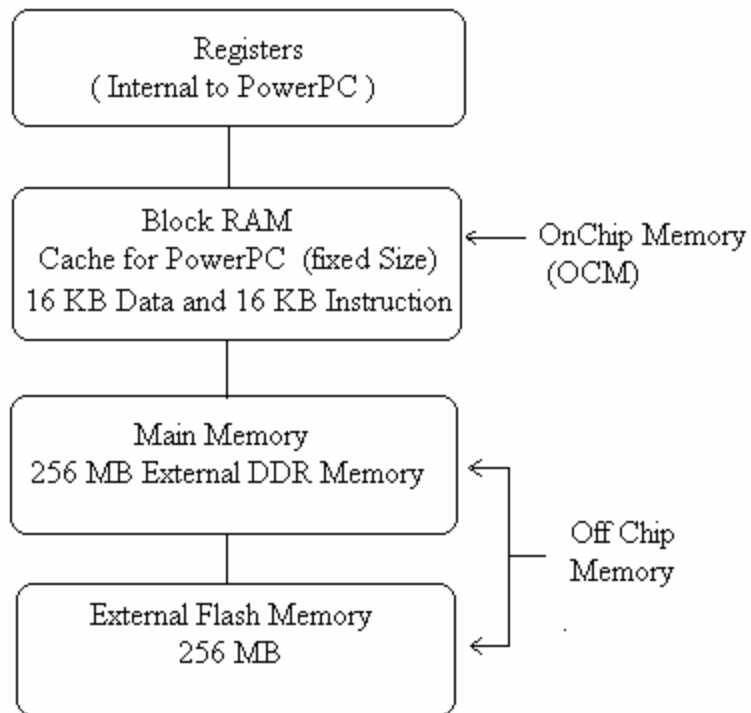 Registers
( Internal to PowerPC )
Block RAM
Cache for PowerPC (fixed Size)
16 KB Data and 16 KB Instruction
OnChip Memory
(OCM)
Main Memory
256 MB External DDR Memory
Off Chip
Memory
External Flash Memory
256 MB